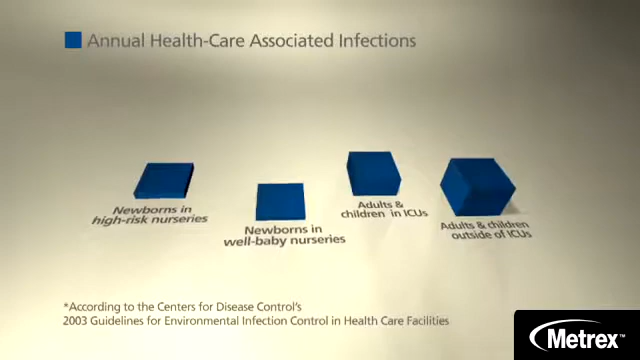 Annual Health-Care Associated Infections
Newborns in
high-risk nurseries
Newborns in
well-baby nurseries
Adults &
children in ICUs
Adults & children
outside of ICUs
*According to the Centers for Disease Control's
2003 Guidelines for Environmental Infection Control in Health Care Facilities
Metrex™